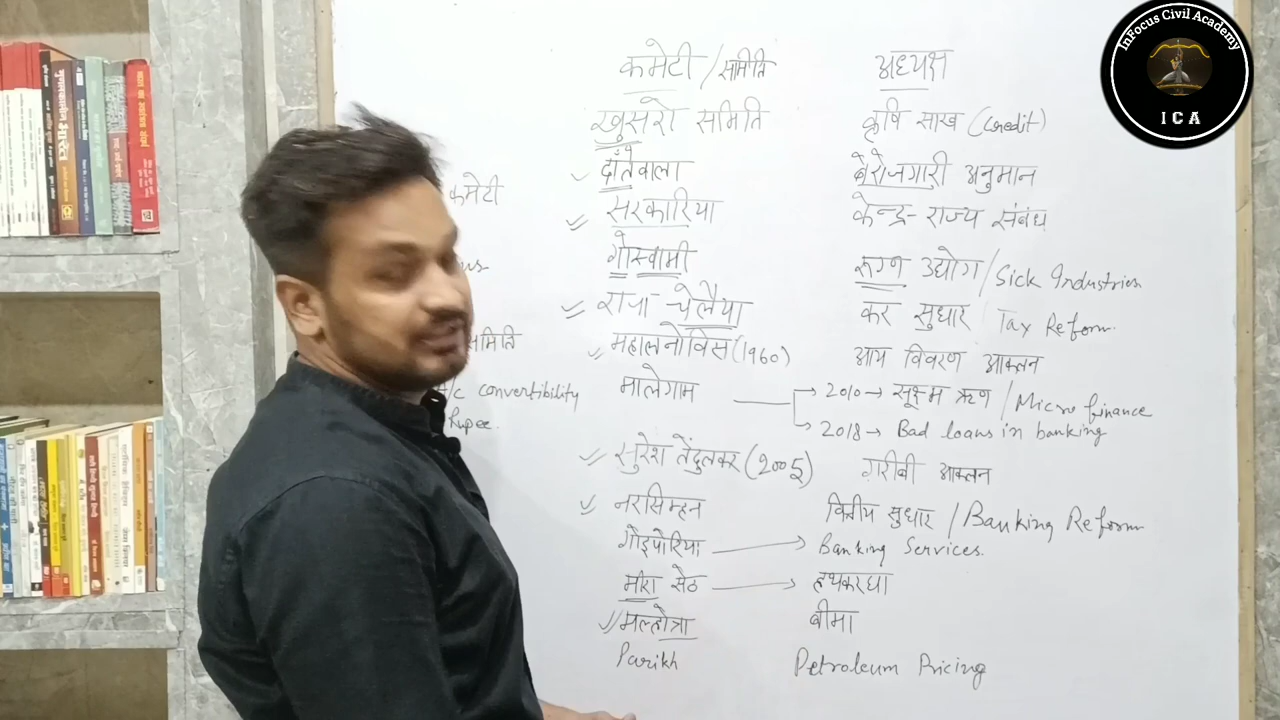 InFocus Civil Academy
I C A
कमेटी / समिति अध्यक्ष
खुसरो समिति कृषि साख (Credit)
दाँतेवाला बेरोजगारी अनुमान
कमेटी
सरकारिया केन्द्र-राज्य संबंध
गोस्वामी रुग्ण उद्योग / Sick Industries
राजा चेलैया कर सुधार Tax Reform.
समिति
महालनोविस (1960) आय विवरण आकलन
मालेगाम 2010 → सूक्ष्म ऋण / Micro finance
2018 → Bad loans in banking
A/c convertibility
Rupee.
सुरेश तेंदुलकर (2005) गरीबी आकलन
नरसिम्हन वित्तीय सुधार / Banking Reform
गोइपोरिया → Banking Services.
मीरा सेठ → हथकरघा
मल्होत्रा बीमा
Parikh Petroleum Pricing